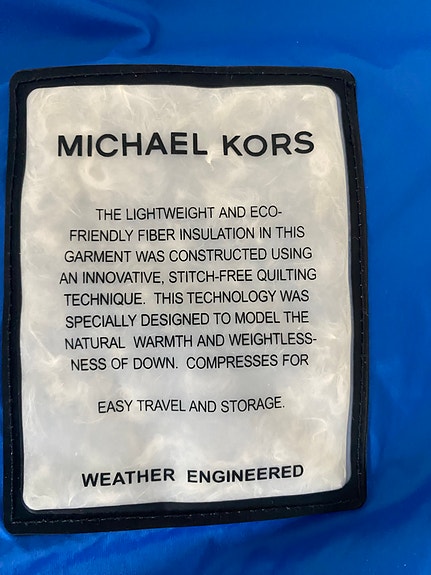 MICHAEL KORS
THE LIGHTWEIGHT AND ECO-
FRIENDLY FIBER INSULATION IN THIS
GARMENT WAS CONSTRUCTED USING
AN INNOVATIVE, STITCH-FREE QUILTING
TECHNIQUE. THIS TECHNOLOGY WAS
SPECIALLY DESIGNED TO MODEL THE
NATURAL WARMTH AND WEIGHTLESS-
NESS OF DOWN. COMPRESSES FOR
EASY TRAVEL AND STORAGE.
WEATHER ENGINEERED